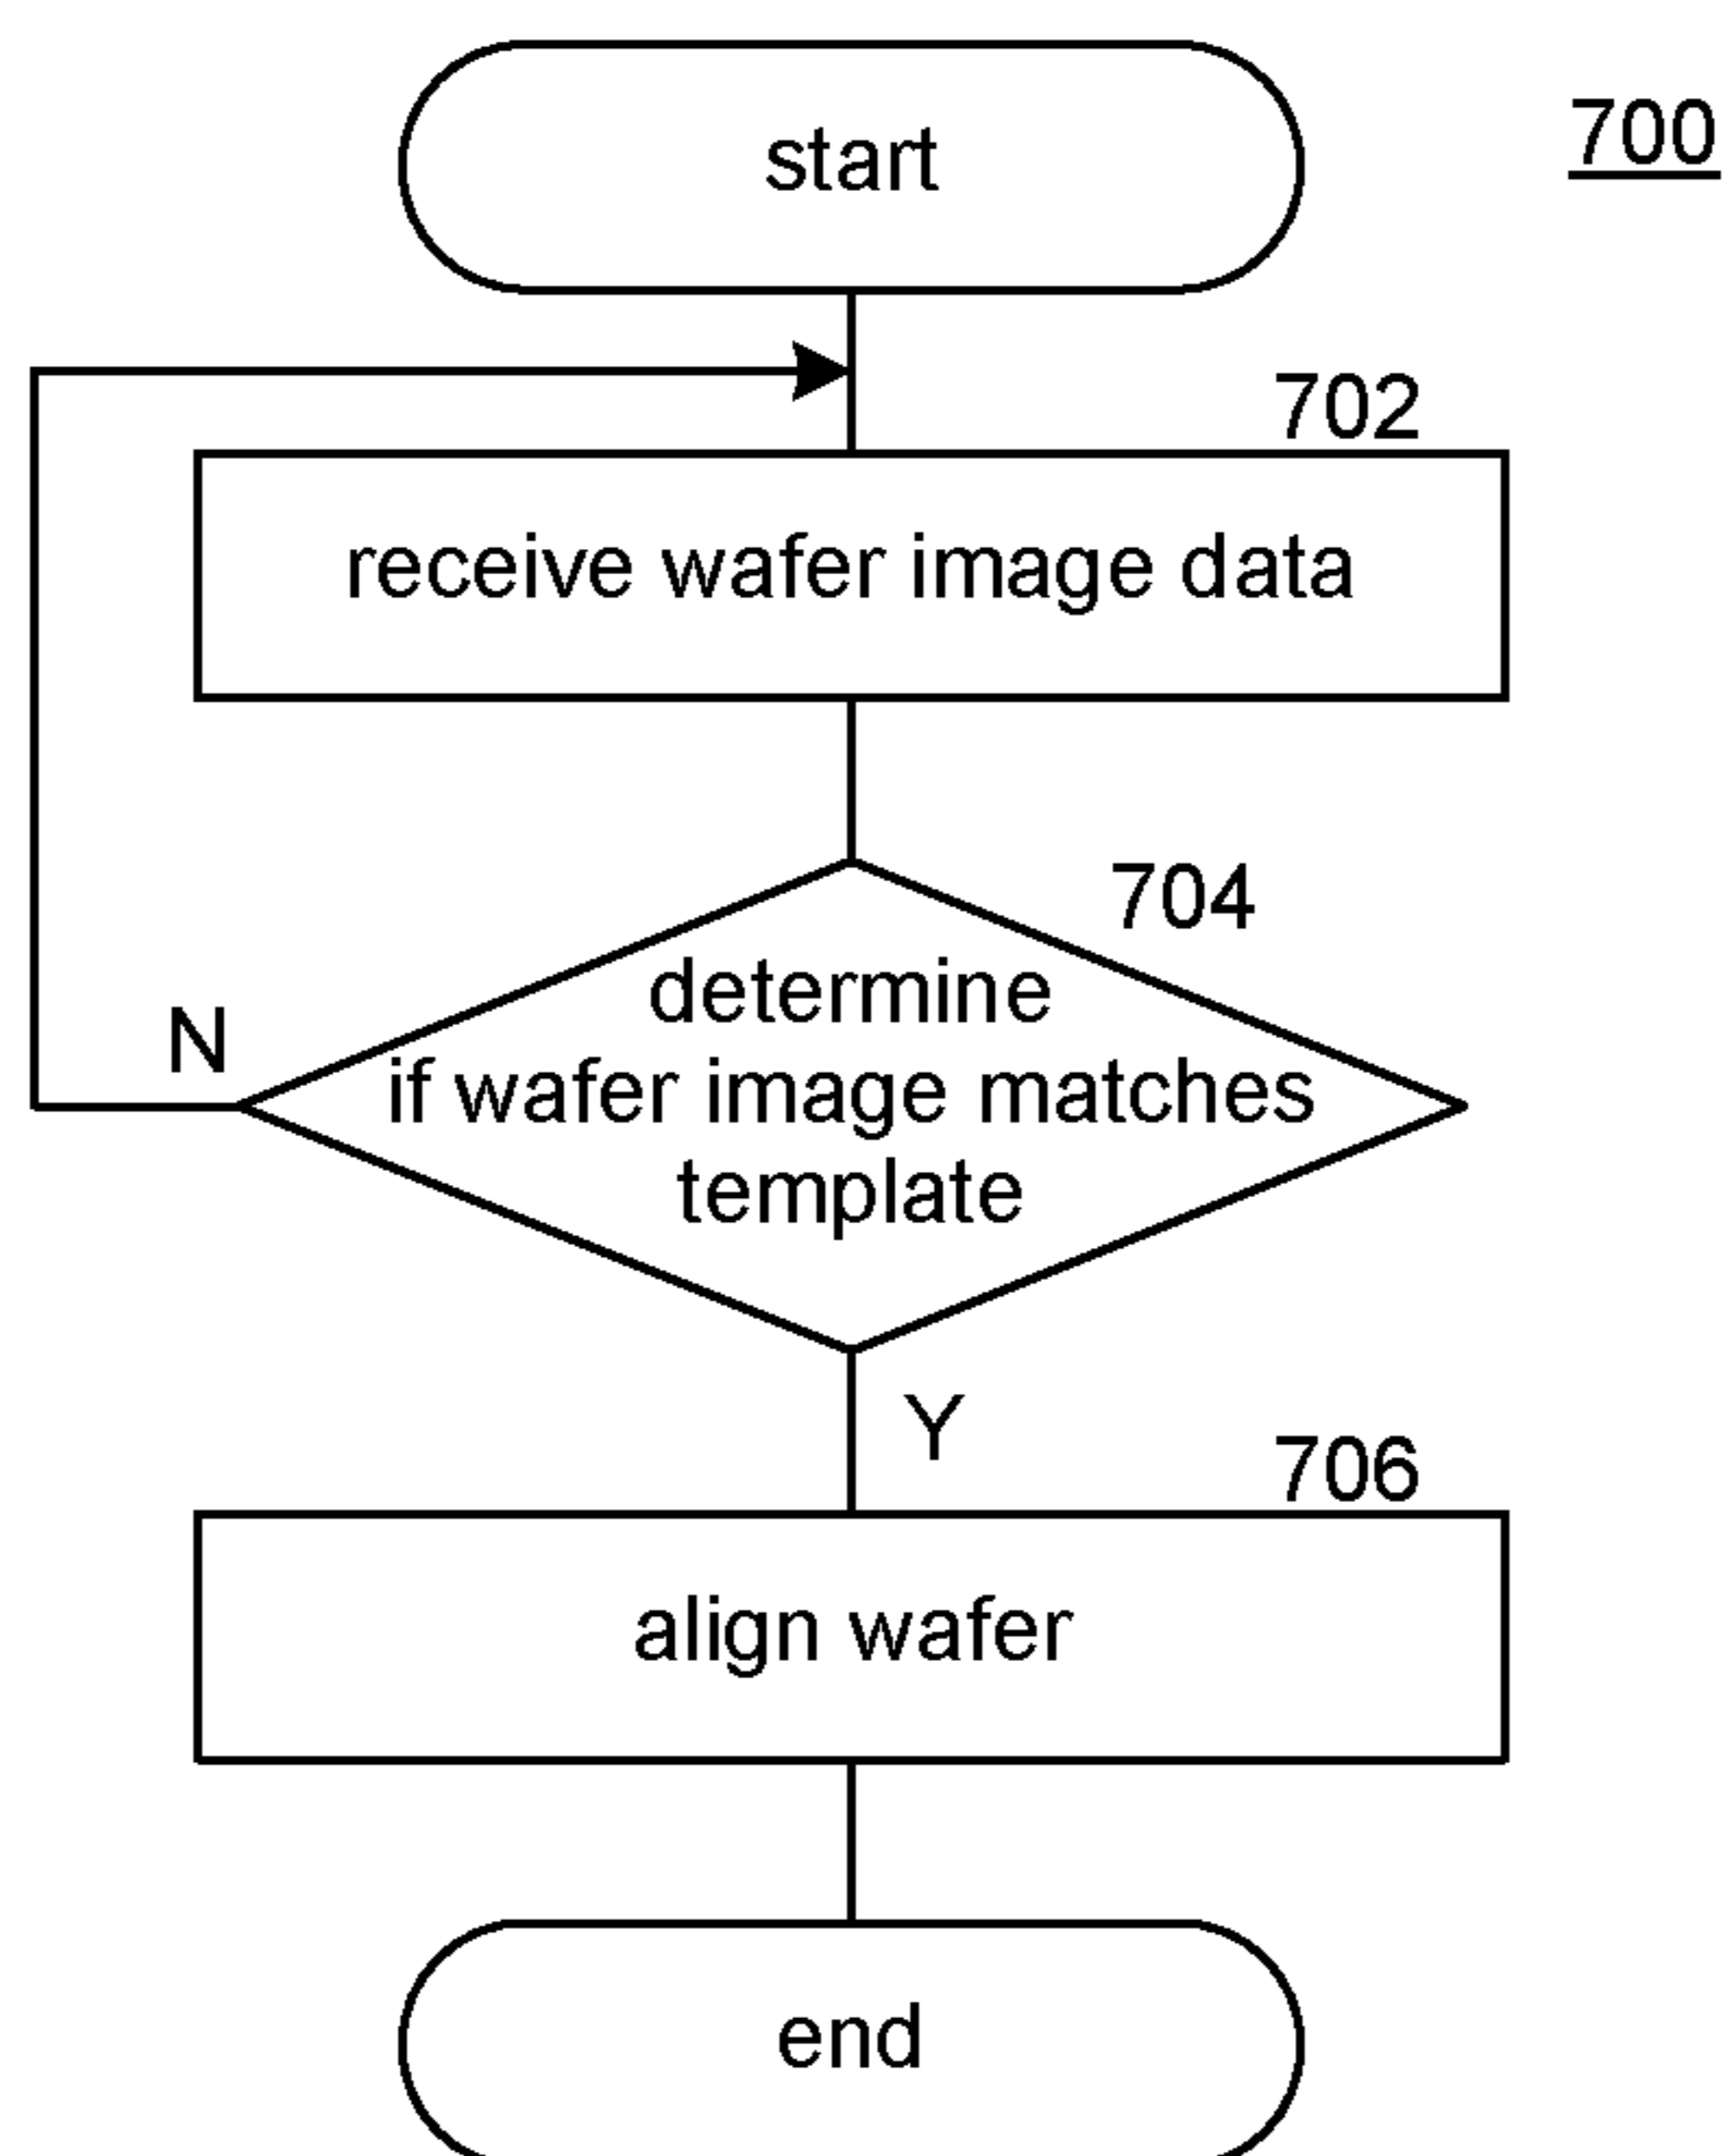 start
700
702
receive wafer image data
704
determine
if wafer image matches
template
N
Y
706
align wafer
end